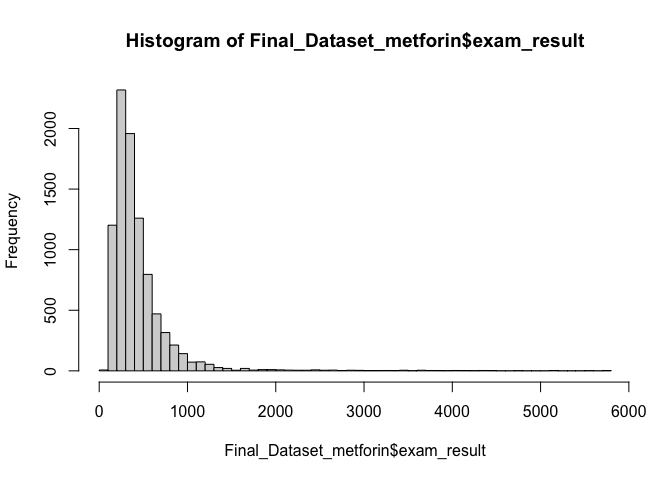 Histogram of Final_Dataset_metforin$exam_result
Frequency
2000
1500
1000
500
0
0 1000 2000 3000 4000 5000 6000
Final_Dataset_metforin$exam_result